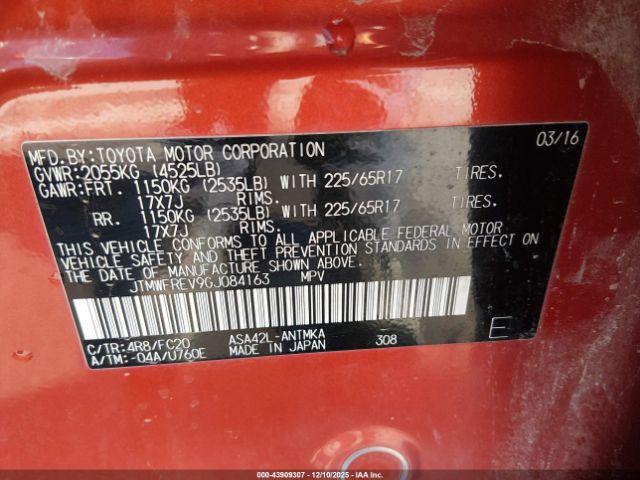 MFD.BY:TOYOTA MOTOR CORPORATION 03/16
GVWR:2055KG (4525LB)
GAWR:FRT. 1150KG (2535LB) WITH 225/65R17 TIRES.
17X7J RIMS.
RR. 1150KG (2535LB) WITH 225/65R17 TIRES.
17X7J RIMS.
THIS VEHICLE CONFORMS TO ALL APPLICABLE FEDERAL MOTOR
VEHICLE SAFETY AND THEFT PREVENTION STANDARDS IN EFFECT ON
THE DATE OF MANUFACTURE SHOWN ABOVE.
JTMWFREV9GJ084163 MPV
C/TR:4R8/FC20 ASA42L-ANTMKA E
A/TM:-04A/U760E MADE IN JAPAN 308
000-43909307 - 12/10/2025 - IAAI.COM